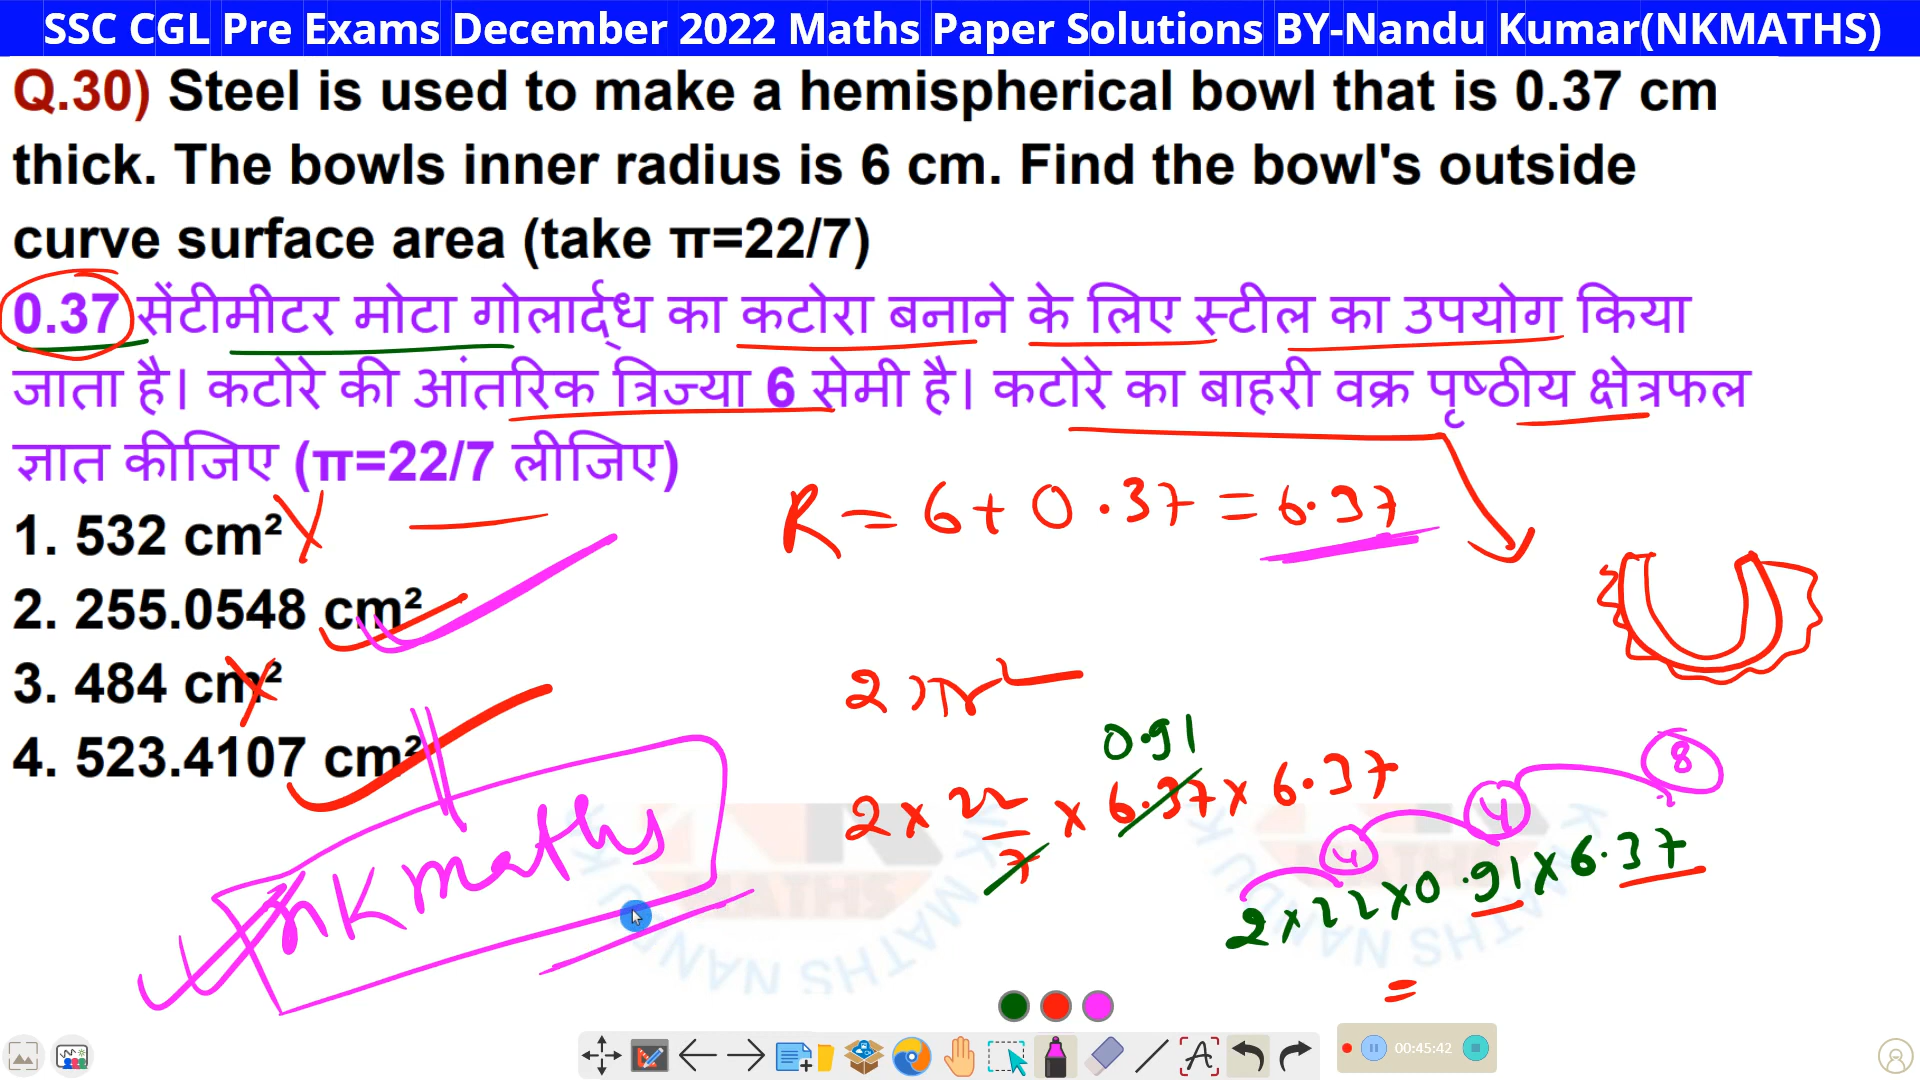 SSC CGL Pre Exams December 2022 Maths Paper Solutions BY-Nandu Kumar(NKMATHS)
Q.30) Steel is used to make a hemispherical bowl that is 0.37 cm
thick. The bowls inner radius is 6 cm. Find the bowl's outside
curve surface area (take π=22/7)
0.37 सेंटीमीटर मोटा गोलार्द्ध का कटोरा बनाने के लिए स्टील का उपयोग किया
जाता है। कटोरे की आंतरिक त्रिज्या 6 सेमी है। कटोरे का बाहरी वक्र पृष्ठीय क्षेत्रफल
ज्ञात कीजिए (π=22/7 लीजिए)
R = 6 + 0.37 = 6.37
1. 532 cm²
2. 255.0548 cm²
3. 484 cm²
4. 523.4107 cm²
2πr²
0.91
2 × 22/7 × 6.37 × 6.37
4 4 8
2×22×0.91×6.37
=
nkmaths
MATHS
MATHS
00:45:42